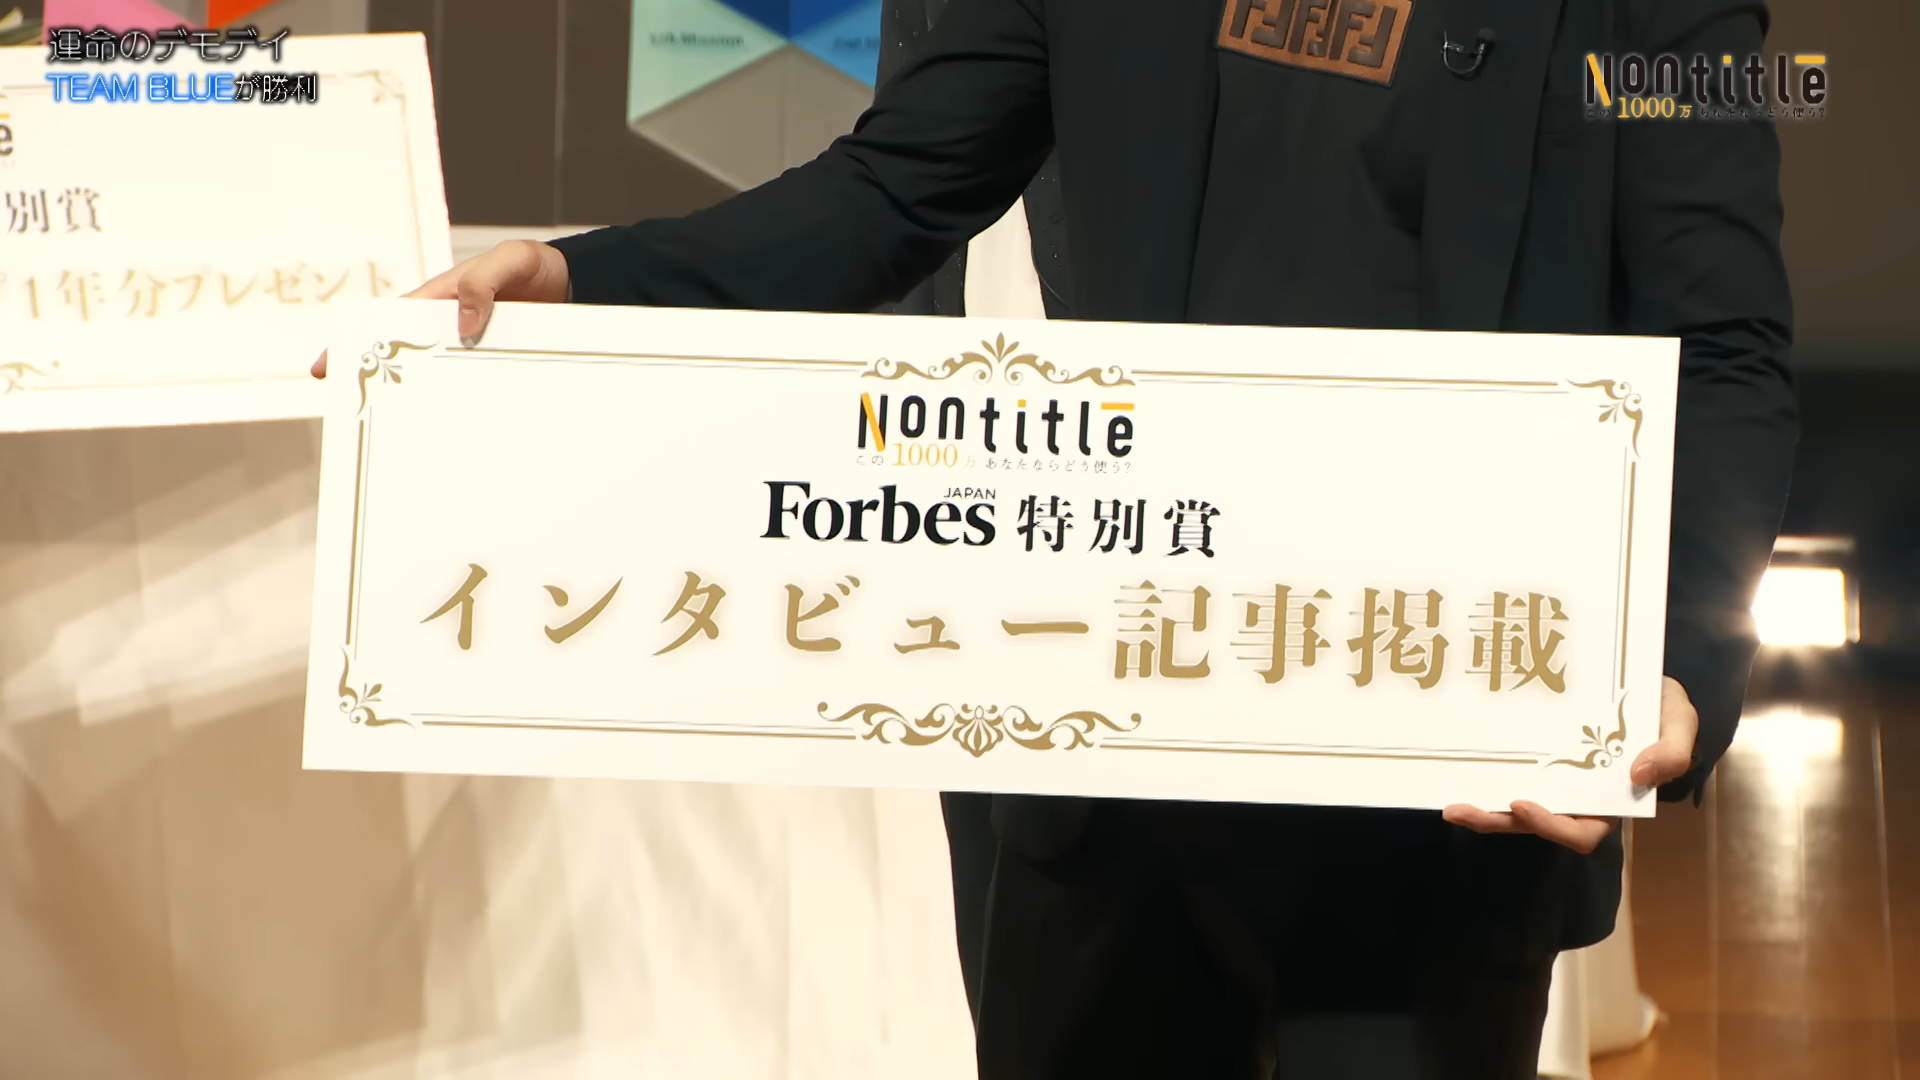 運命のデモデイ
TEAM BLUEが勝利
Nontitle
この1000万 あなたならどう使う?
別賞
1年分プレゼント
Nontitle
この1000万 あなたならどう使う?
Forbes JAPAN 特別賞
インタビュー記事掲載